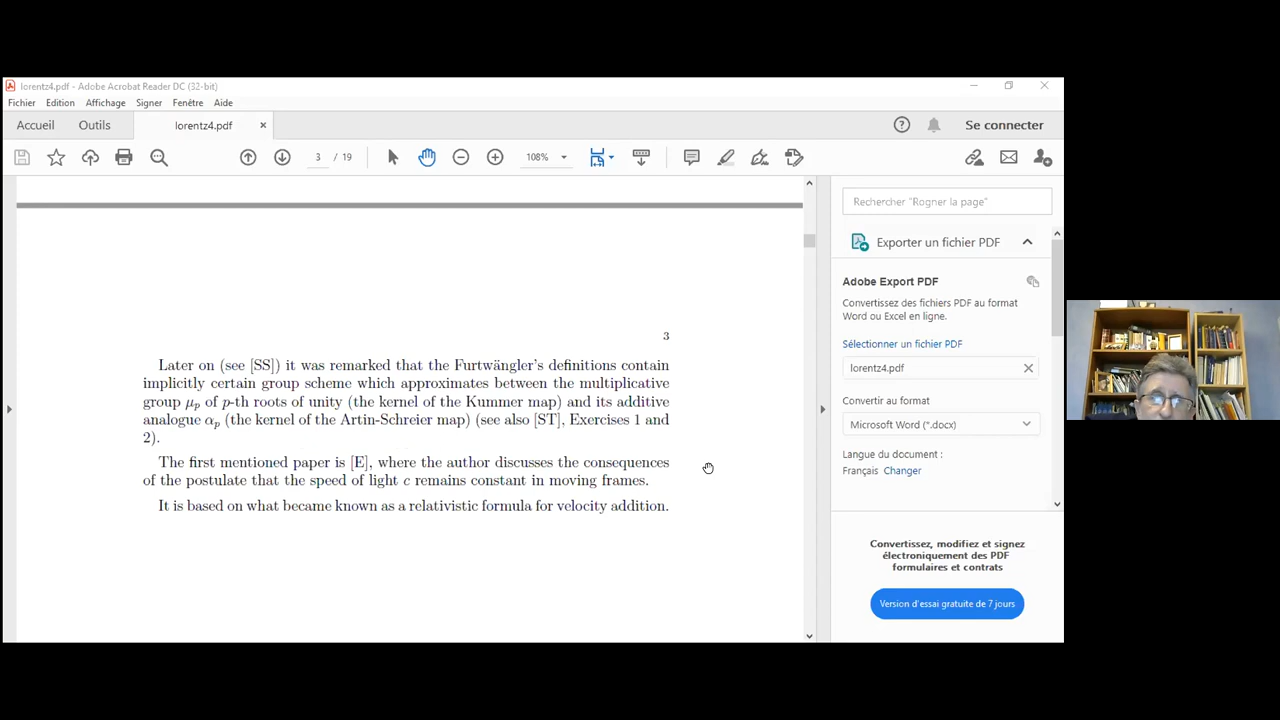 lorentz4.pdf - Adobe Acrobat Reader DC (32-bit)
Fichier Edition Affichage Signer Fenêtre Aide
Accueil Outils lorentz4.pdf × Se connecter
3 / 19 108%
3
Later on (see [SS]) it was remarked that the Furtwängler's definitions contain
implicitly certain group scheme which approximates between the multiplicative
group μp of p-th roots of unity (the kernel of the Kummer map) and its additive
analogue αp (the kernel of the Artin-Schreier map) (see also [ST], Exercises 1 and
2).
The first mentioned paper is [E], where the author discusses the consequences
of the postulate that the speed of light c remains constant in moving frames.
It is based on what became known as a relativistic formula for velocity addition.
Rechercher "Rogner la page"
Exporter un fichier PDF
Adobe Export PDF
Convertissez des fichiers PDF au format
Word ou Excel en ligne.
Sélectionner un fichier PDF
lorentz4.pdf
Convertir au format
Microsoft Word (*.docx)
Langue du document :
Français Changer
Convertissez, modifiez et signez
électroniquement des PDF
formulaires et contrats
Version d'essai gratuite de 7 jours